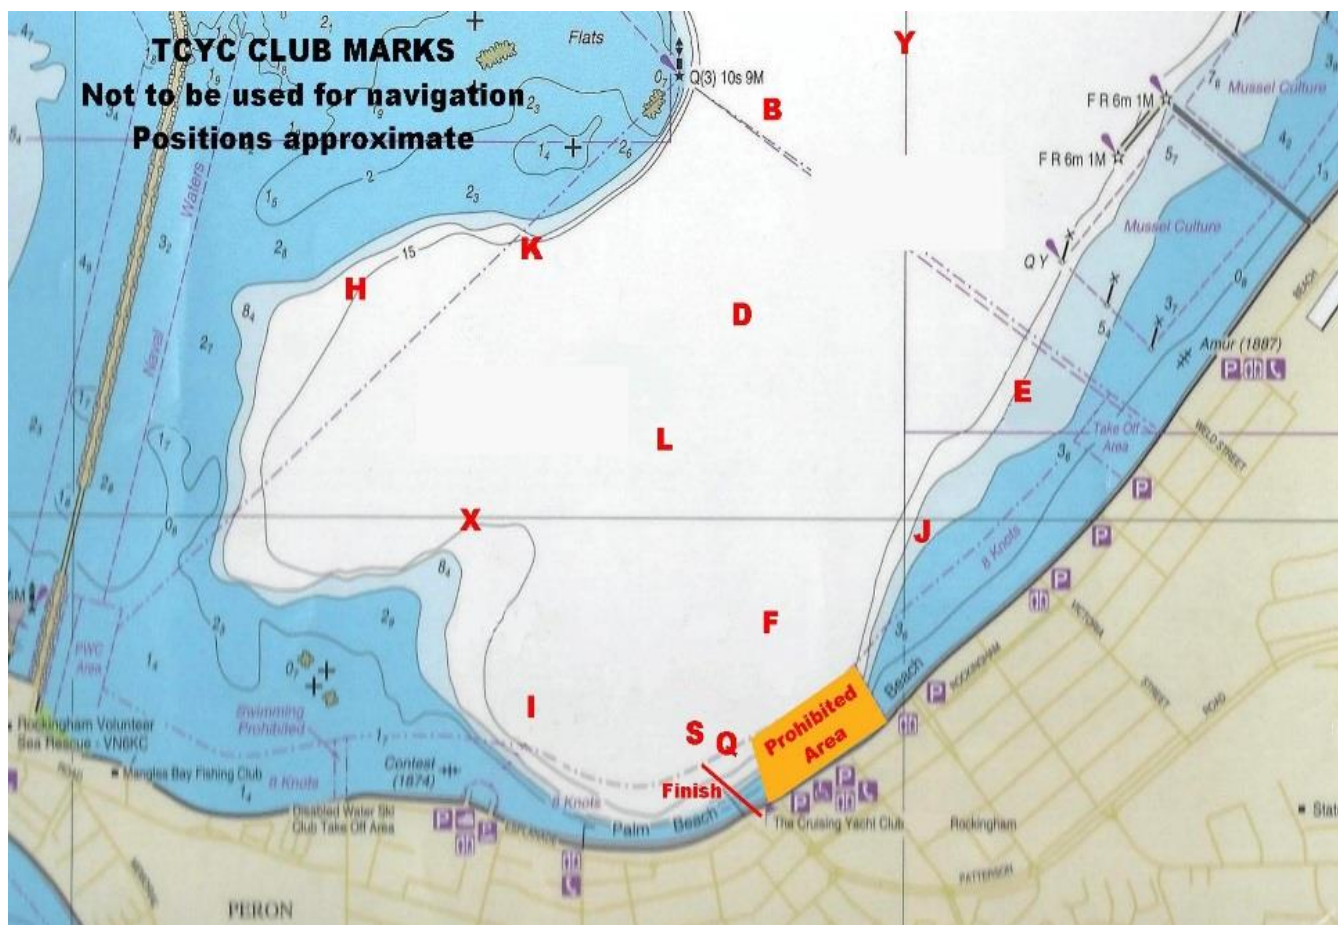 TCYC CLUB MARKS
Not to be used for navigation
Positions approximate
Flats
Q(3) 10s 9M
Y
B
F R 6m 1M
F R 6m 1M
Mussel Culture
Mussel Culture
Q Y
Waters
Naval
K
H
15
D
E
L
X
J
F
I
S
Q
Amur (1887)
BEACH
Take Off
Area
WELD STREET
8 Knots
VICTORIA
STREET
ROAD
ROCKINGHAM
Beach
Prohibited
Area
Finish
PWC
Area
Rockingham Volunteer
Sea Rescue - VN6KC
Swimming
Prohibited
ROAD
Mangles Bay Fishing Club
8 Knots
Contest
(1874)
Disabled Water Ski
Club Take Off Area
ESPLANADE
8 Knots
Palm Beach
The Cruising Yacht Club
Rockingham
PATTERSON
MEMORIAL
PERON